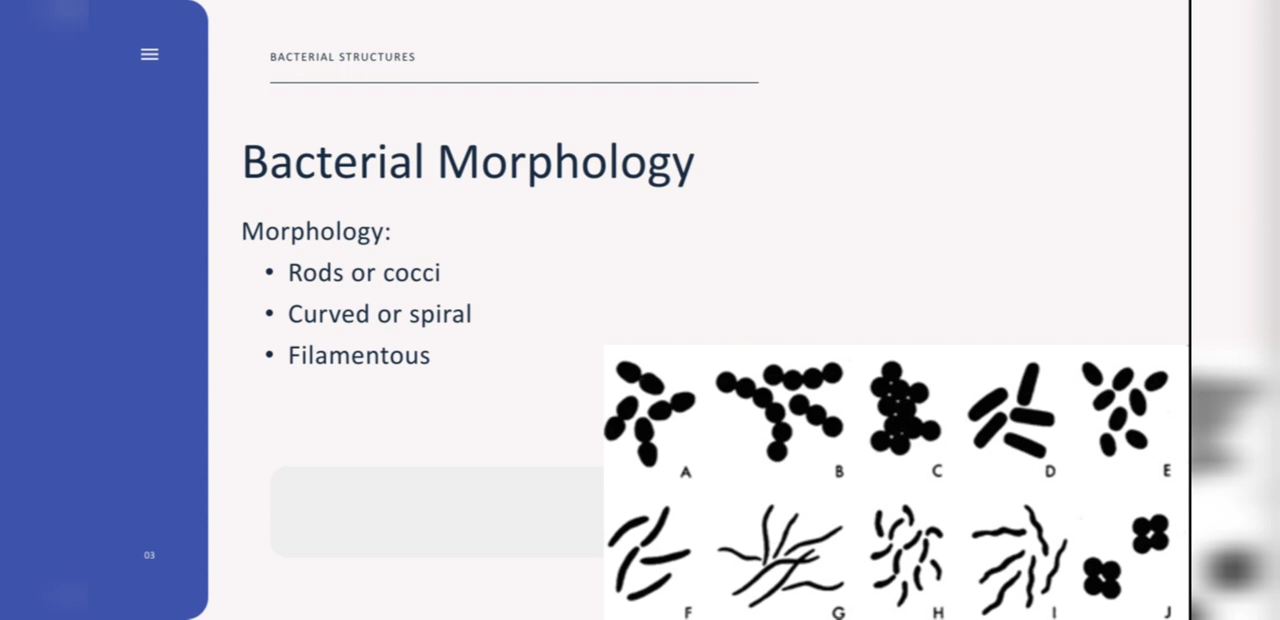 BACTERIAL STRUCTURES
Bacterial Morphology
Morphology:
• Rods or cocci
• Curved or spiral
• Filamentous
A B C D E
F G H I J
03